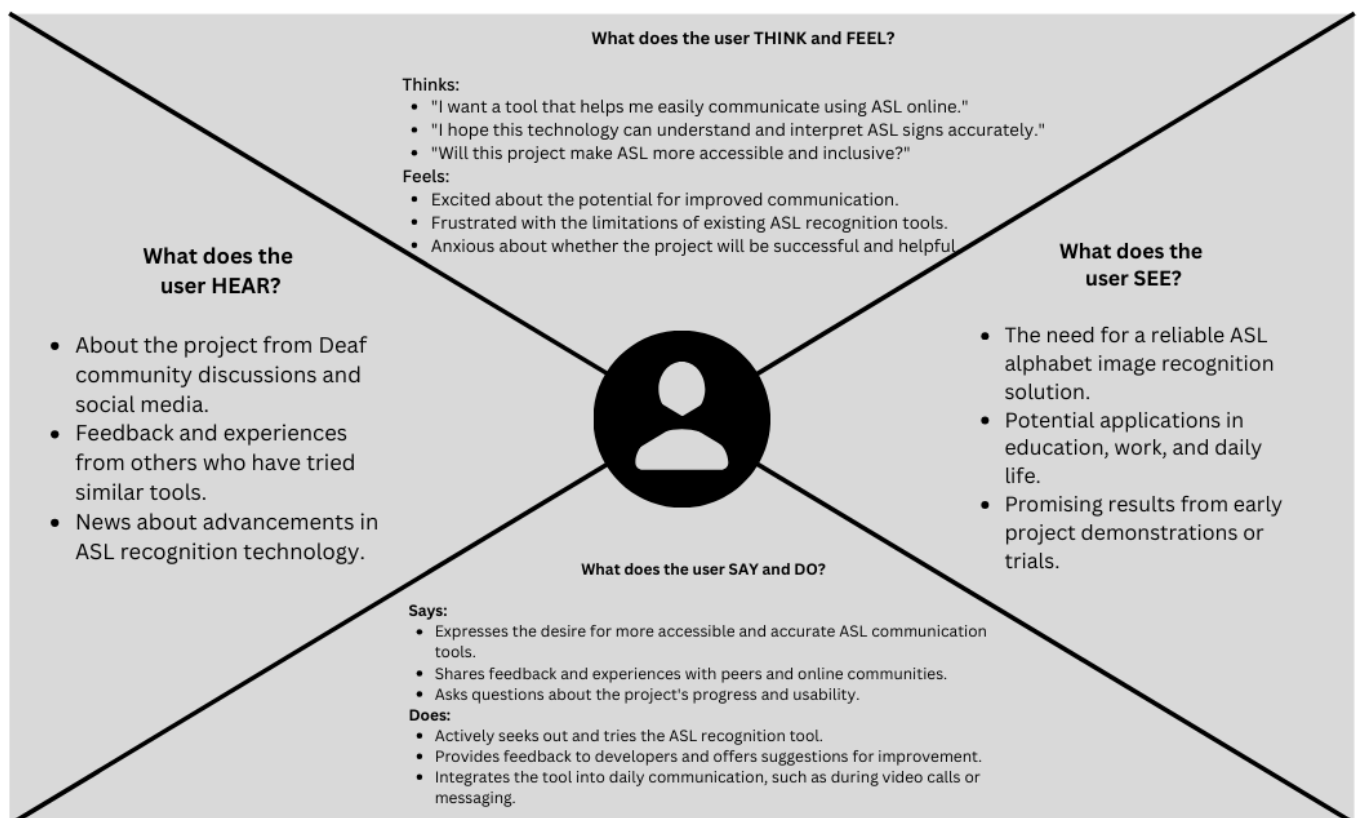 What does the user THINK and FEEL?
Thinks:
• "I want a tool that helps me easily communicate using ASL online."
• "I hope this technology can understand and interpret ASL signs accurately."
• "Will this project make ASL more accessible and inclusive?"
Feels:
• Excited about the potential for improved communication.
• Frustrated with the limitations of existing ASL recognition tools.
• Anxious about whether the project will be successful and helpful.
What does the
user HEAR?
• About the project from Deaf
community discussions and
social media.
• Feedback and experiences
from others who have tried
similar tools.
• News about advancements in
ASL recognition technology.
What does the
user SEE?
• The need for a reliable ASL
alphabet image recognition
solution.
• Potential applications in
education, work, and daily
life.
• Promising results from early
project demonstrations or
trials.
What does the user SAY and DO?
Says:
• Expresses the desire for more accessible and accurate ASL communication
tools.
• Shares feedback and experiences with peers and online communities.
• Asks questions about the project's progress and usability.
Does:
• Actively seeks out and tries the ASL recognition tool.
• Provides feedback to developers and offers suggestions for improvement.
• Integrates the tool into daily communication, such as during video calls or
messaging.